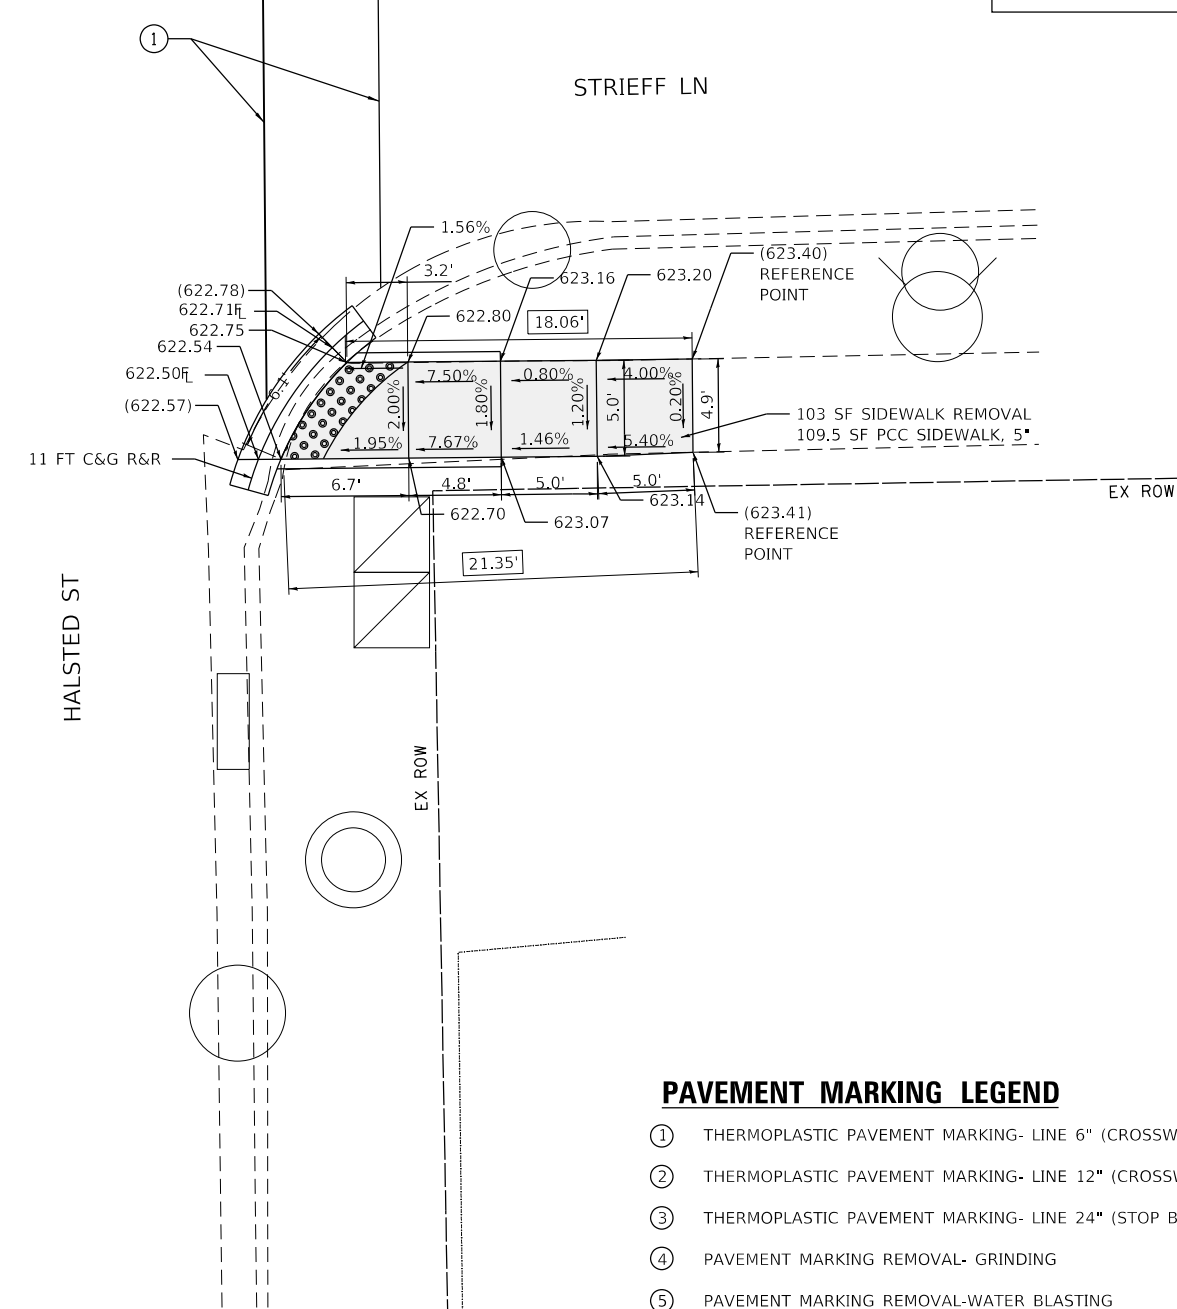 1
STRIEFF LN
1.56%
3.2'
(623.40)
REFERENCE
POINT
623.16
623.20
(622.78)
622.71FL
622.75
622.80
18.06'
622.54
622.50FL
(622.57)
6.1'
7.50%
0.80%
4.00%
2.00%
1.80%
1.20%
5.0'
0.20%
4.9'
1.95%
7.67%
1.46%
5.40%
103 SF SIDEWALK REMOVAL
109.5 SF PCC SIDEWALK, 5"
11 FT C&G R&R
6.7'
4.8'
5.0'
5.0'
EX ROW
622.70
623.07
623.14
(623.41)
REFERENCE
POINT
21.35'
HALSTED ST
EX ROW
PAVEMENT MARKING LEGEND
1 THERMOPLASTIC PAVEMENT MARKING- LINE 6" (CROSSW
2 THERMOPLASTIC PAVEMENT MARKING- LINE 12" (CROSSW
3 THERMOPLASTIC PAVEMENT MARKING- LINE 24" (STOP B
4 PAVEMENT MARKING REMOVAL- GRINDING
5 PAVEMENT MARKING REMOVAL-WATER BLASTING